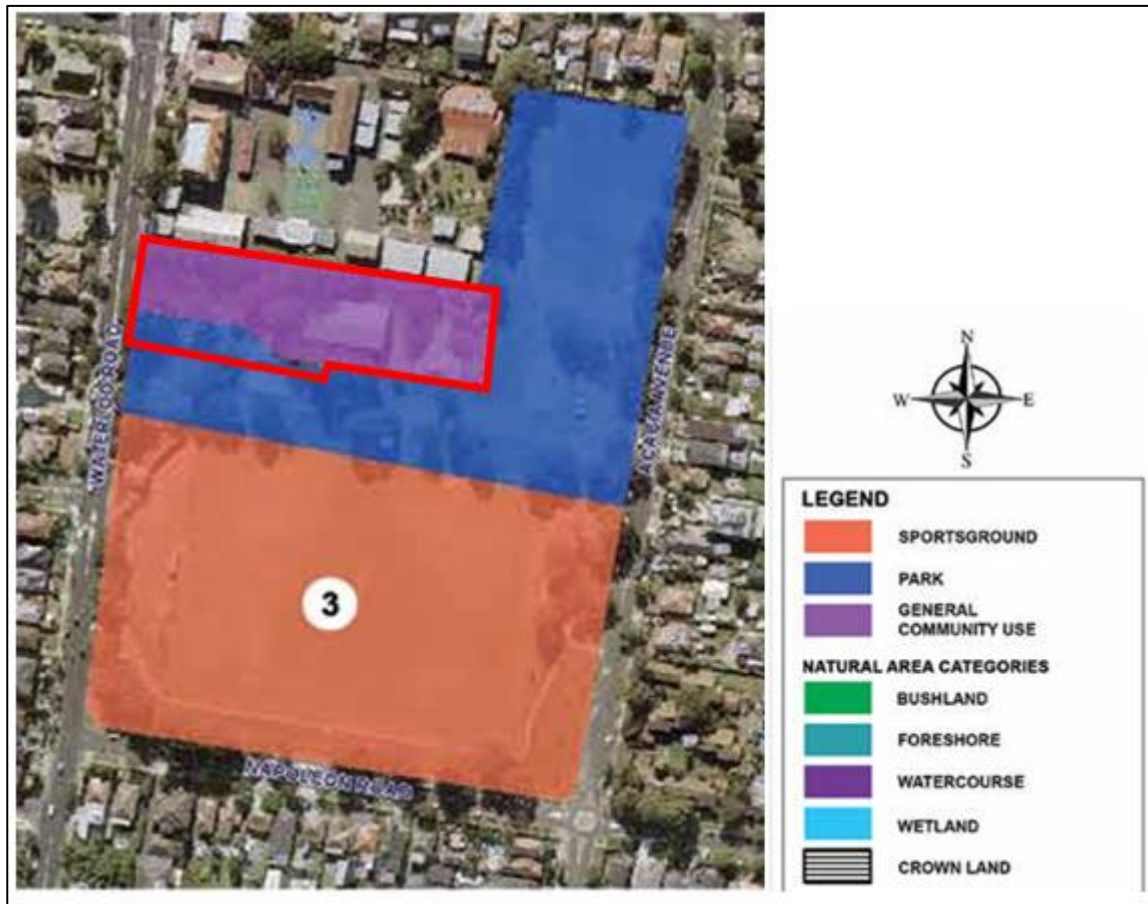 WATERLOO ROAD
ACACIA AVENUE
3
NAPOLEON ROAD
N
W
E
S
LEGEND
SPORTSGROUND
PARK
GENERAL
COMMUNITY USE
NATURAL AREA CATEGORIES
BUSHLAND
FORESHORE
WATERCOURSE
WETLAND
CROWN LAND